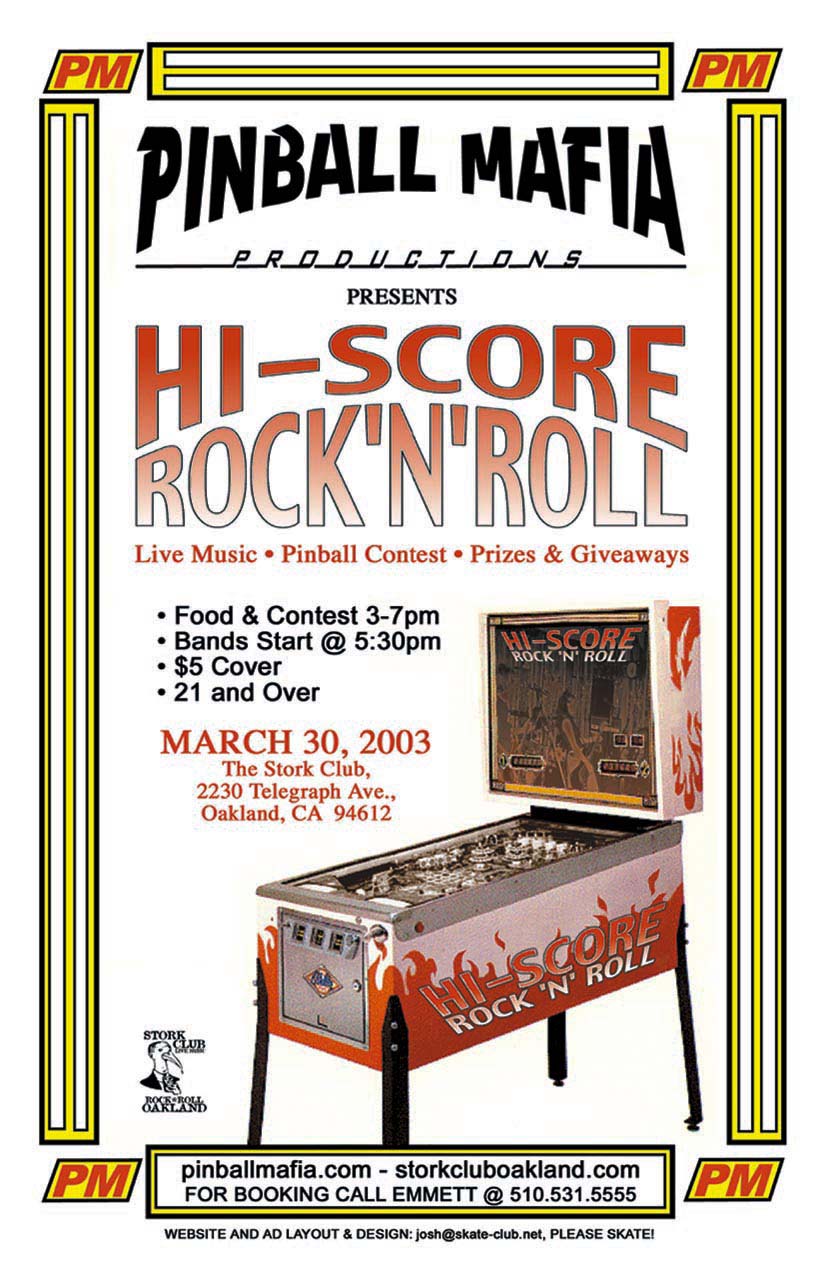 PM
PM
PINBALL MAFIA
PRODUCTIONS
PRESENTS
HI-SCORE
ROCK'N'ROLL
Live Music • Pinball Contest • Prizes & Giveaways
• Food & Contest 3-7pm
• Bands Start @ 5:30pm
• $5 Cover
• 21 and Over
MARCH 30, 2003
The Stork Club,
2230 Telegraph Ave.,
Oakland, CA 94612
HI-SCORE
ROCK 'N' ROLL
HI-SCORE
ROCK 'N' ROLL
STORK
CLUB
LIVE MUSIC
ROCK N ROLL
OAKLAND
PM
PM
pinballmafia.com - storkcluboakland.com
FOR BOOKING CALL EMMETT @ 510.531.5555
WEBSITE AND AD LAYOUT & DESIGN: josh@skate-club.net, PLEASE SKATE!